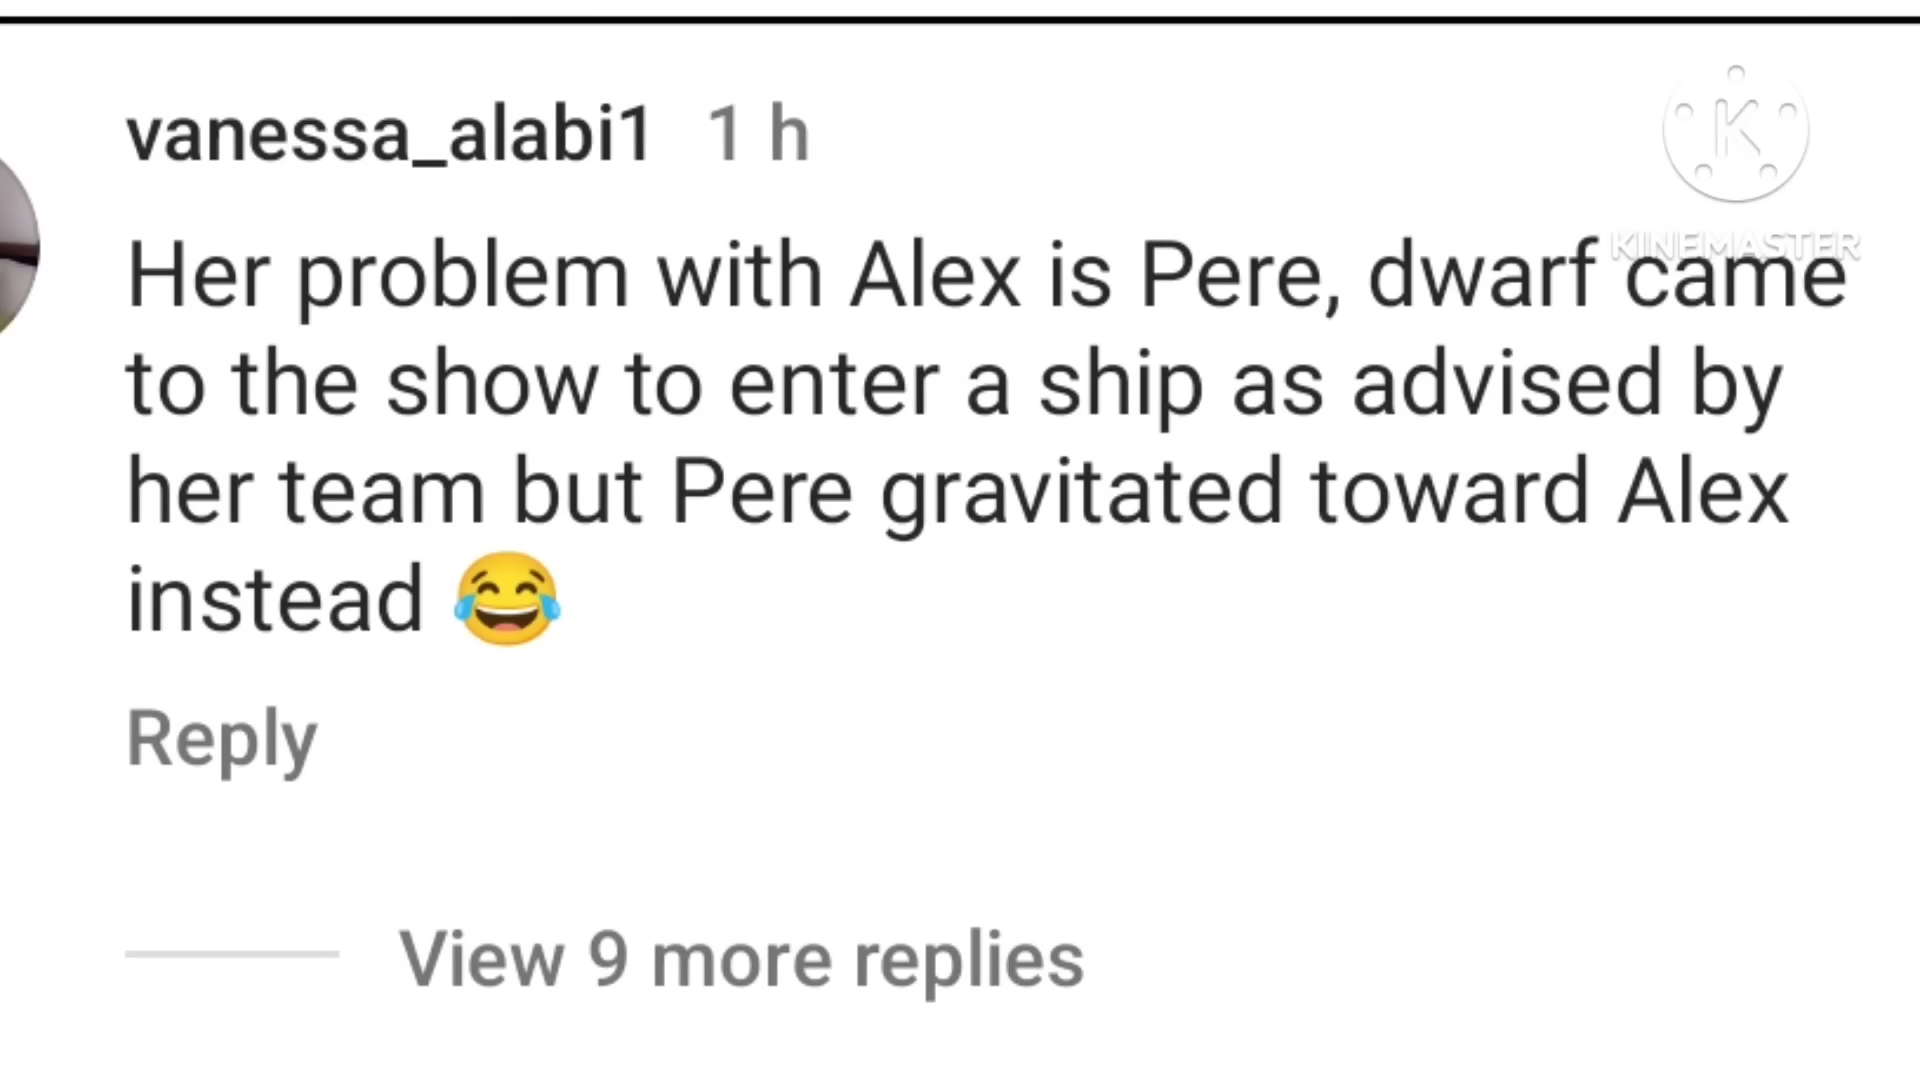 vanessa_alabi1 1 h
K
KINEMASTER
Her problem with Alex is Pere, dwarf came
to the show to enter a ship as advised by
her team but Pere gravitated toward Alex
instead 😂
Reply
View 9 more replies